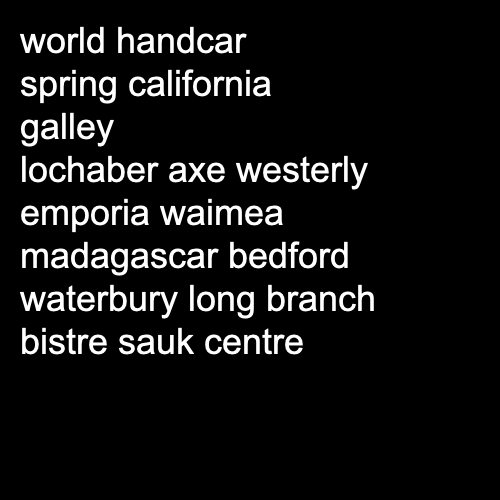 world handcar
spring california
galley
lochaber axe westerly
emporia waimea
madagascar bedford
waterbury long branch
bistre sauk centre